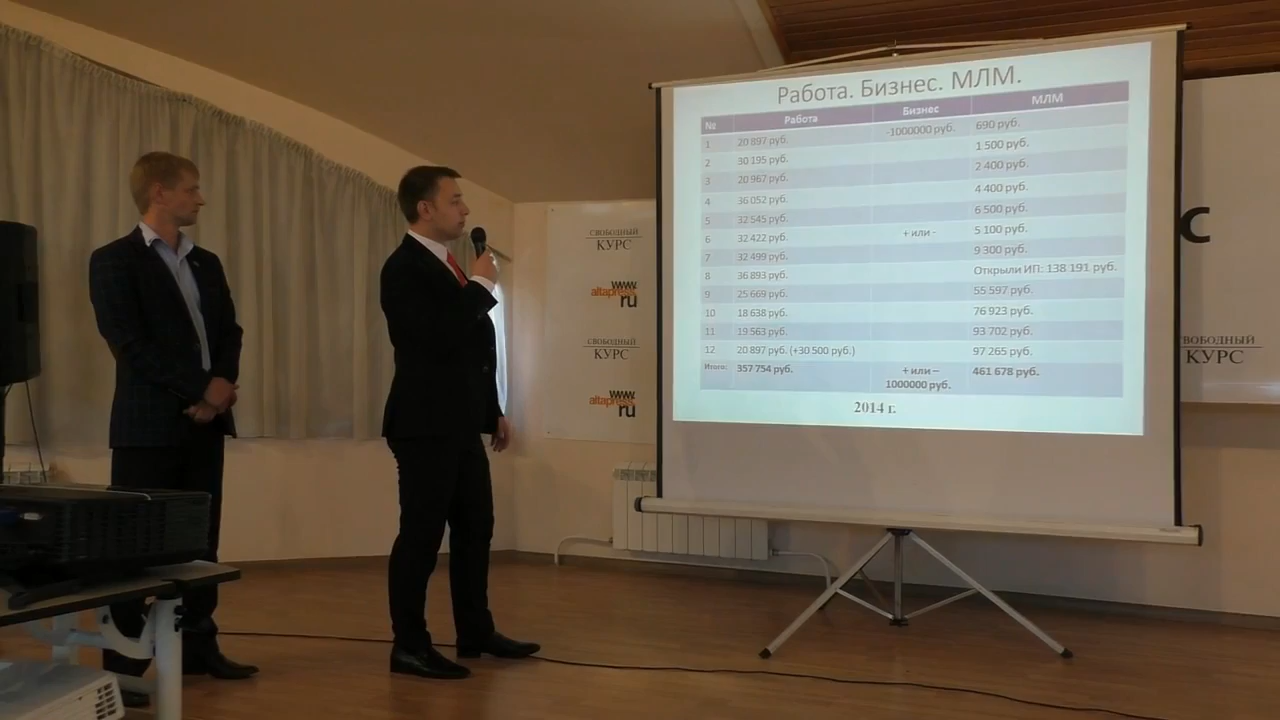 Работа. Бизнес. МЛМ.
№ Работа Бизнес МЛМ
1 20 897 руб. -1000000 руб. 690 руб.
2 30 195 руб. 1 500 руб.
3 20 967 руб. 2 400 руб.
4 36 052 руб. 4 400 руб.
5 32 545 руб. 6 500 руб.
6 32 422 руб. + или - 5 100 руб.
7 32 499 руб. 9 300 руб.
8 36 893 руб. Открыли ИП: 138 191 руб.
9 25 669 руб. 55 597 руб.
10 18 638 руб. 76 923 руб.
11 19 563 руб. 93 702 руб.
12 20 897 руб. (+30 500 руб.) 97 265 руб.
Итого: 357 754 руб. + или – 461 678 руб.
1000000 руб.
2014 г.
СВОБОДНЫЙ
КУРС
www.
altapress.
ru
СВОБОДНЫЙ
КУРС
www.
altapress.
ru
с
СВОБОДНЫЙ
КУРС